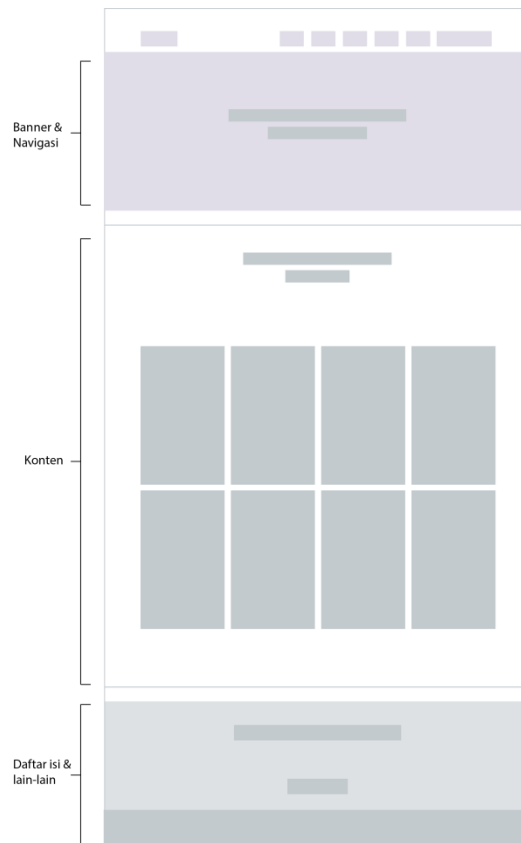 Banner &
Navigasi
Konten
Daftar isi &
lain-lain